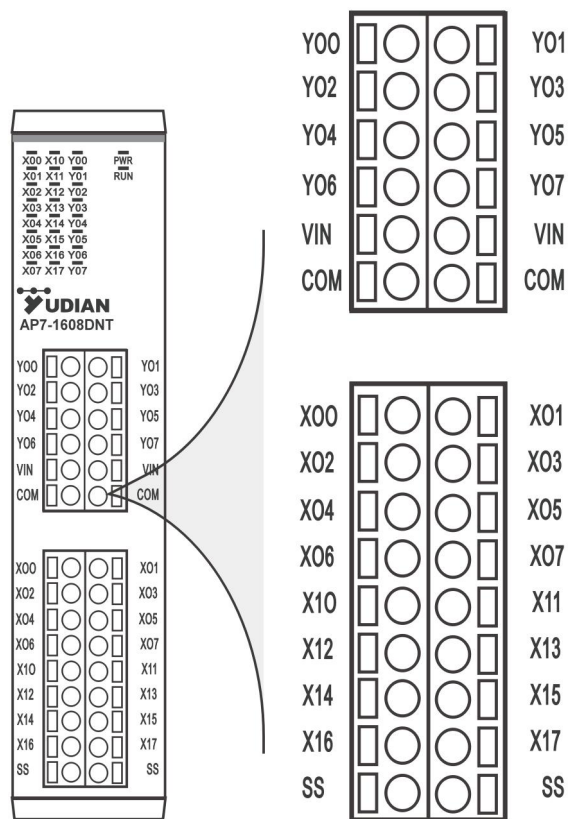 X00 X10 Y00 PWR
X01 X11 Y01 RUN
X02 X12 Y02
X03 X13 Y03
X04 X14 Y04
X05 X15 Y05
X06 X16 Y06
X07 X17 Y07
YUDIAN
AP7-1608DNT
Y00 Y01
Y02 Y03
Y04 Y05
Y06 Y07
VIN VIN
COM COM
X00 X01
X02 X03
X04 X05
X06 X07
X10 X11
X12 X13
X14 X15
X16 X17
SS SS
Y00 Y01
Y02 Y03
Y04 Y05
Y06 Y07
VIN VIN
COM COM
X00 X01
X02 X03
X04 X05
X06 X07
X10 X11
X12 X13
X14 X15
X16 X17
SS SS